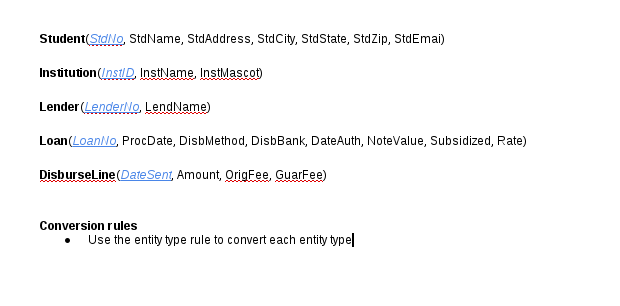 Student(StdNo, StdName, StdAddress, StdCity, StdState, StdZip, StdEmai)
Institution(InstID, InstName, InstMascot)
Lender(LenderNo, LendName)
Loan(LoanNo, ProcDate, DisbMethod, DisbBank, DateAuth, NoteValue, Subsidized, Rate)
DisburseLine(DateSent, Amount, OrigFee, GuarFee)
Conversion rules
● Use the entity type rule to convert each entity type